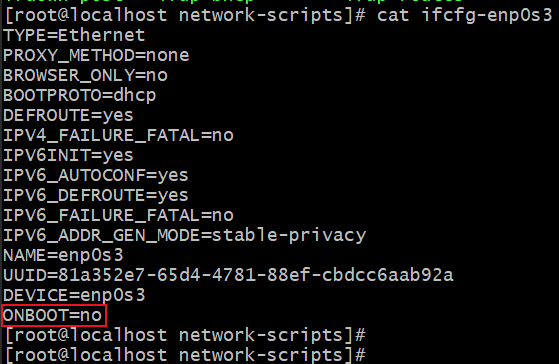 [root@localhost network-scripts]# cat ifcfg-enp0s3
TYPE=Ethernet
PROXY_METHOD=none
BROWSER_ONLY=no
BOOTPROTO=dhcp
DEFROUTE=yes
IPV4_FAILURE_FATAL=no
IPV6INIT=yes
IPV6_AUTOCONF=yes
IPV6_DEFROUTE=yes
IPV6_FAILURE_FATAL=no
IPV6_ADDR_GEN_MODE=stable-privacy
NAME=enp0s3
UUID=81a352e7-65d4-4781-88ef-cbdcc6aab92a
DEVICE=enp0s3
ONBOOT=no
[root@localhost network-scripts]#
[root@localhost network-scripts]#